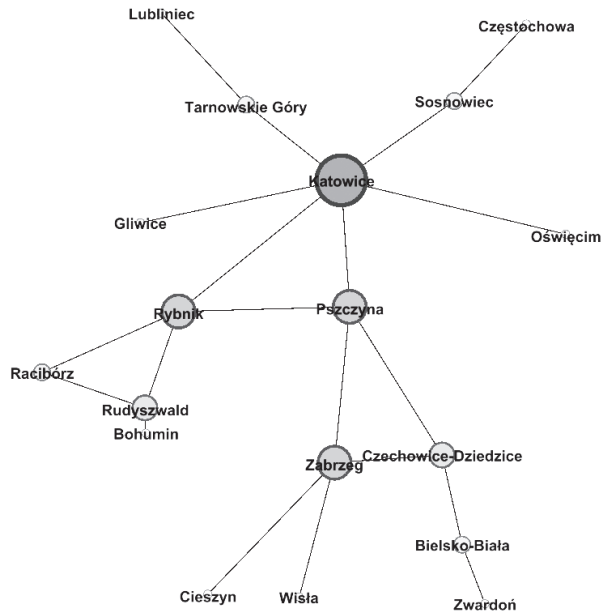 Lubliniec
Częstochowa
Tarnowskie Góry
Sosnowiec
Katowice
Gliwice
Oświęcim
Rybnik
Pszczyna
Racibórz
Rudyszwald
Bohumin
Zabrzeg
Czechowice-Dziedzice
Bielsko-Biała
Cieszyn
Wisła
Zwardoń